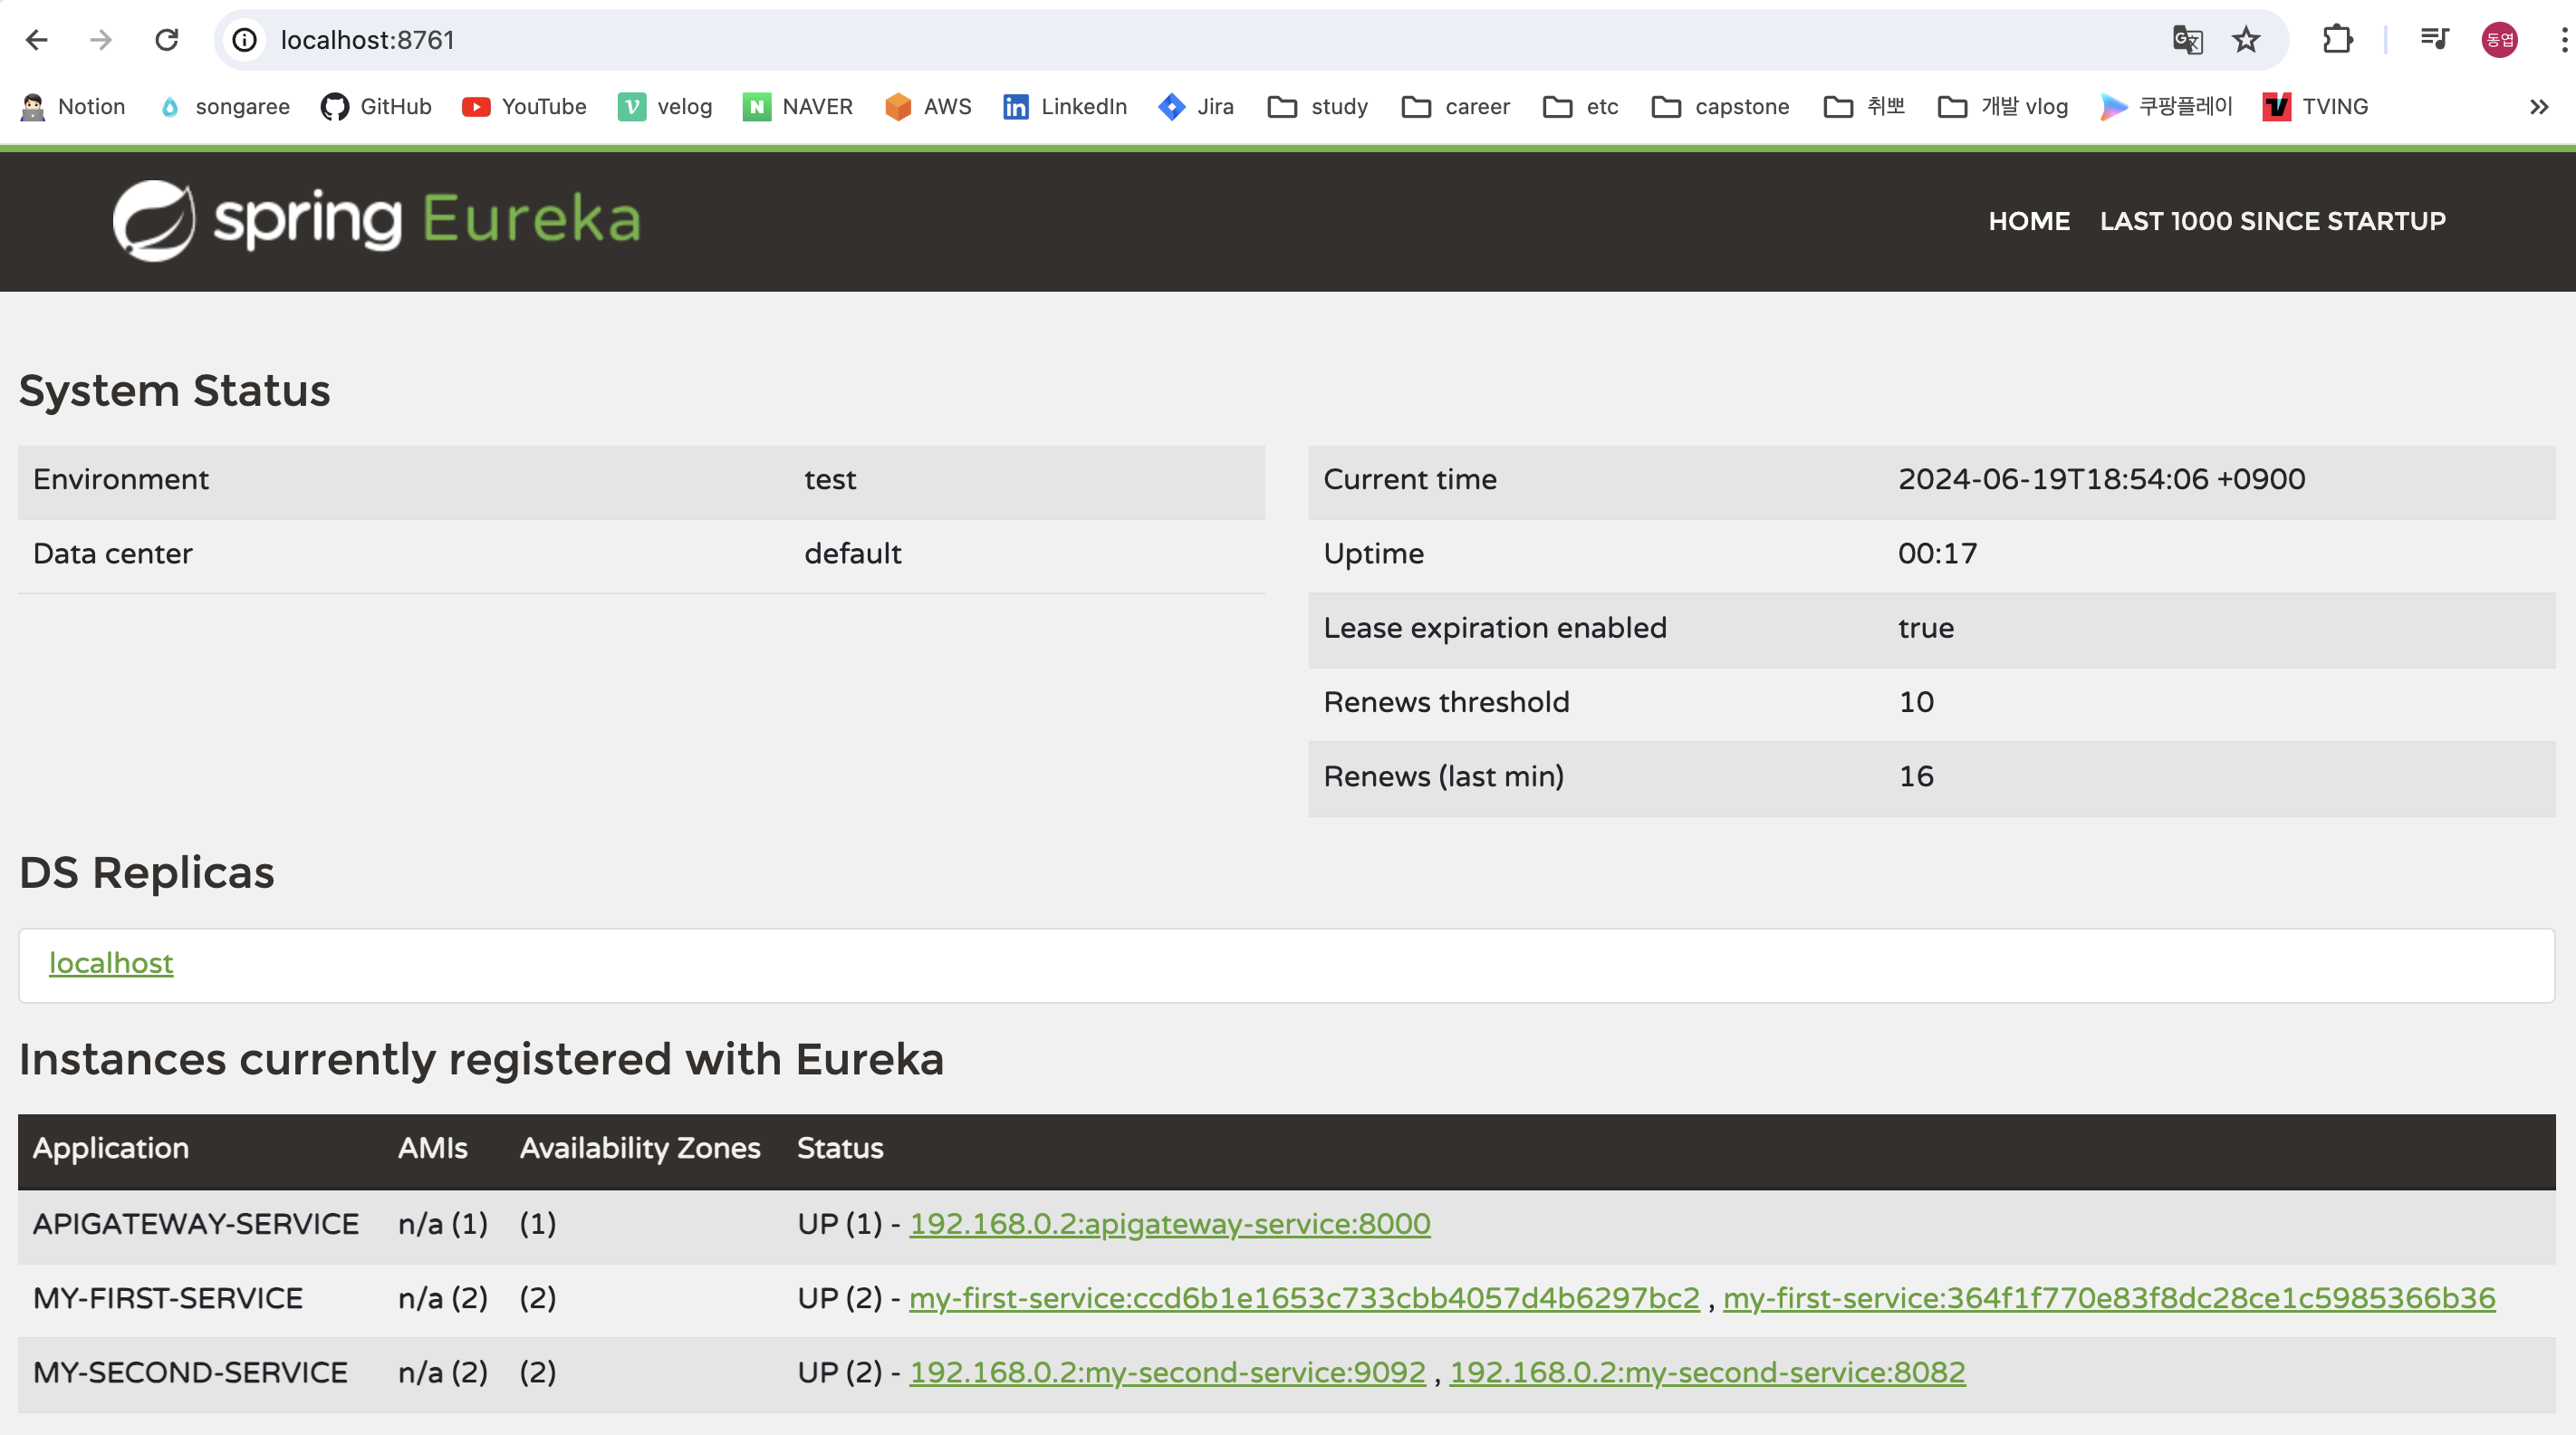 localhost:8761
동엽
Notion songaree GitHub YouTube velog NAVER AWS LinkedIn Jira study career etc capstone 취뽀 개발 vlog 쿠팡플레이 TVING
spring Eureka
HOME LAST 1000 SINCE STARTUP
System Status
Environment test
Data center default
Current time 2024-06-19T18:54:06 +0900
Uptime 00:17
Lease expiration enabled true
Renews threshold 10
Renews (last min) 16
DS Replicas
localhost
Instances currently registered with Eureka
Application AMIs Availability Zones Status
APIGATEWAY-SERVICE n/a (1) (1) UP (1) - 192.168.0.2:apigateway-service:8000
MY-FIRST-SERVICE n/a (2) (2) UP (2) - my-first-service:ccd6b1e1653c733cbb4057d4b6297bc2 , my-first-service:364f1f770e83f8dc28ce1c5985366b36
MY-SECOND-SERVICE n/a (2) (2) UP (2) - 192.168.0.2:my-second-service:9092 , 192.168.0.2:my-second-service:8082